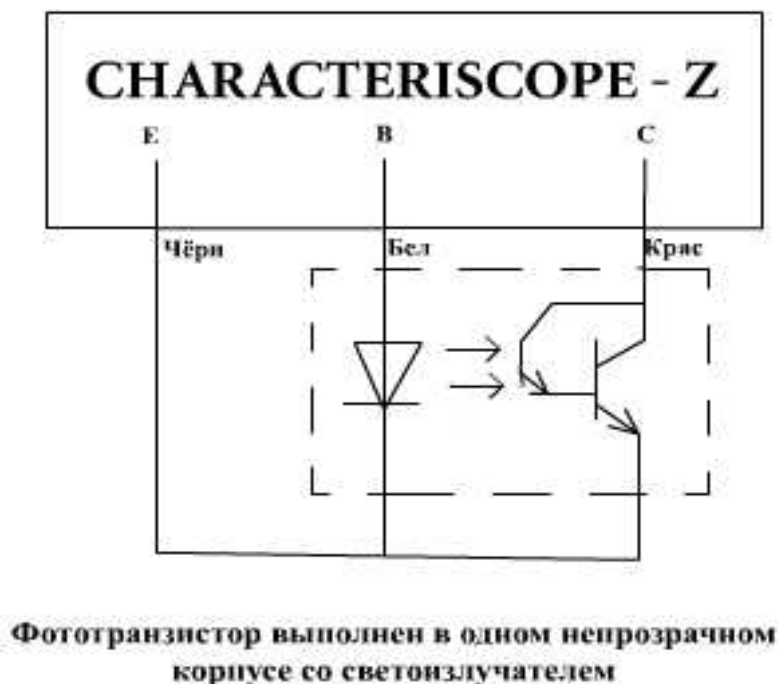 CHARACTERISCOPE - Z
E B C
Чёрн Бел Крас
Фототранзистор выполнен в одном непрозрачном
корпусе со светоизлучателем